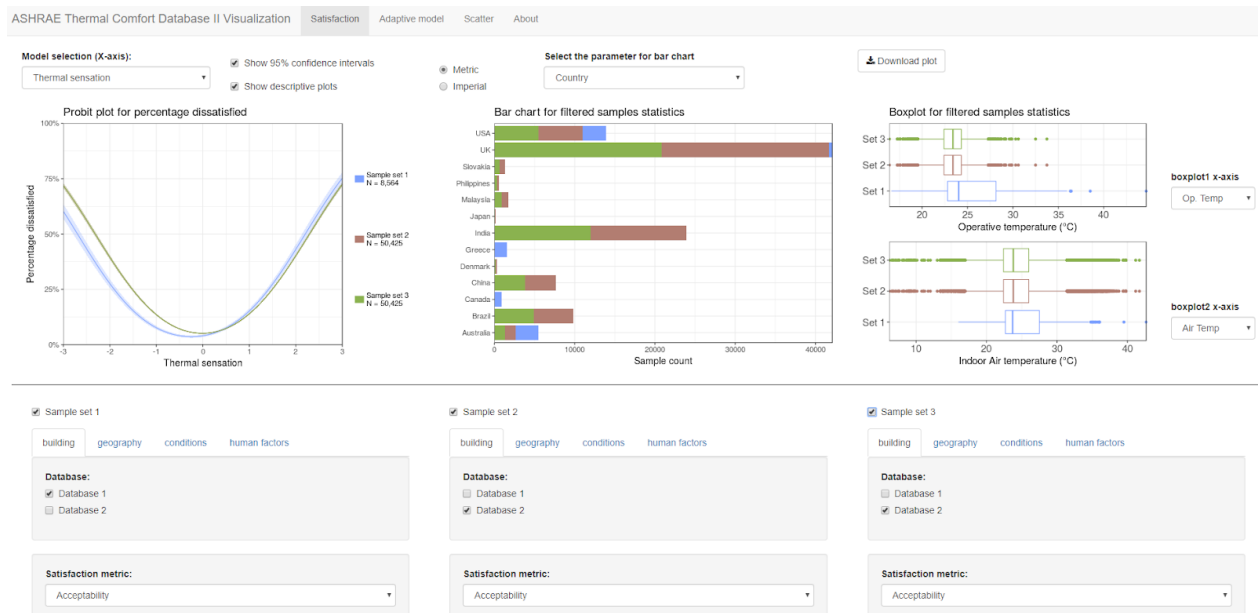 ASHRAE Thermal Comfort Database II Visualization Satisfaction Adaptive model Scatter About
Model selection (X-axis):
Thermal sensation
Show 95% confidence intervals
Show descriptive plots
Metric
Imperial
Select the parameter for bar chart
Country
Download plot
Probit plot for percentage dissatisfied
100%
75%
50%
25%
0%
Percentage dissatisfied
-3 -2 -1 0 1 2 3
Thermal sensation
Sample set 1
N = 8,564
Sample set 2
N = 50,425
Sample set 3
N = 50,425
Bar chart for filtered samples statistics
USA
UK
Slovakia
Philippines
Malaysia
Japan
India
Greece
Denmark
China
Canada
Brazil
Australia
0 10000 20000 30000 40000
Sample count
Boxplot for filtered samples statistics
Set 3
Set 2
Set 1
20 25 30 35 40
Operative temperature (°C)
boxplot1 x-axis
Op. Temp
Set 3
Set 2
Set 1
10 20 30 40
Indoor Air temperature (°C)
boxplot2 x-axis
Air Temp
Sample set 1
building geography conditions human factors
Database:
Database 1
Database 2
Satisfaction metric:
Acceptability
Sample set 2
building geography conditions human factors
Database:
Database 1
Database 2
Satisfaction metric:
Acceptability
Sample set 3
building geography conditions human factors
Database:
Database 1
Database 2
Satisfaction metric:
Acceptability